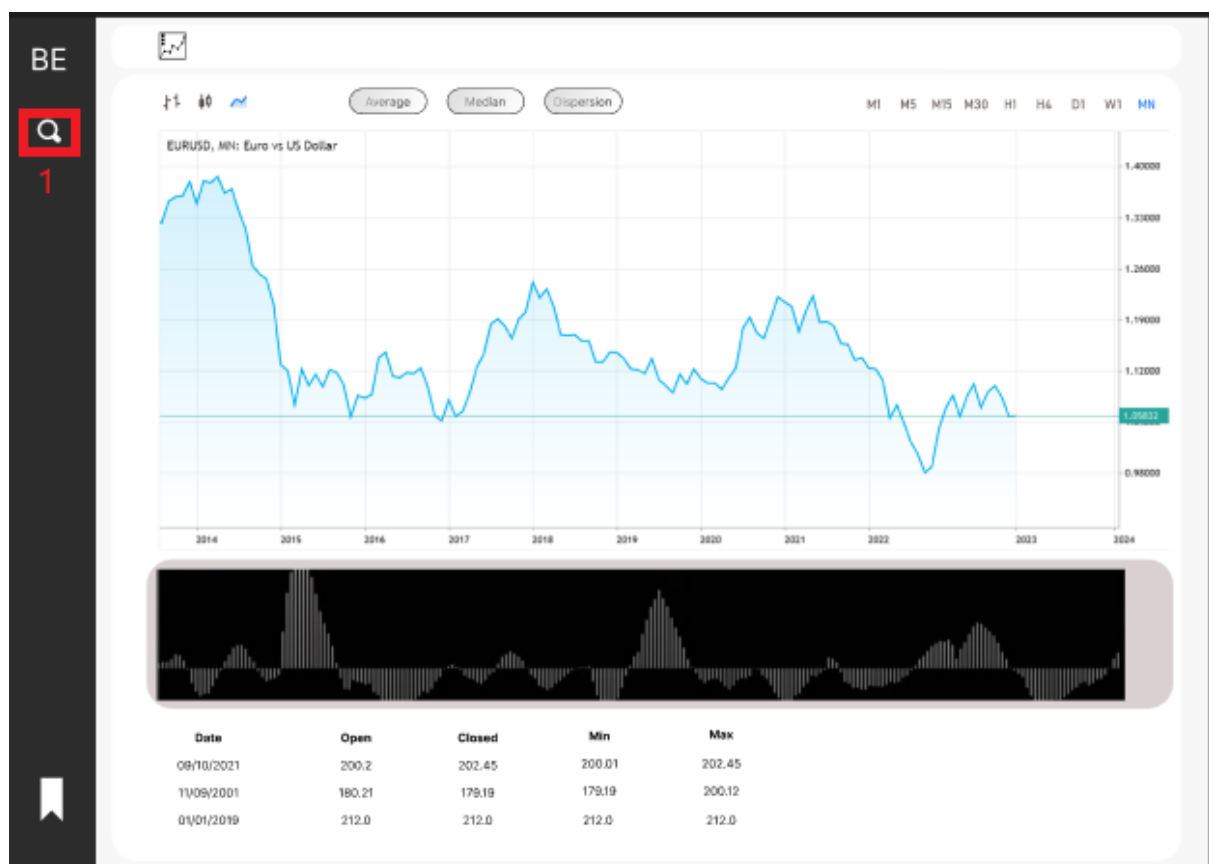 BE
1
Average Median Dispersion
M1 M5 M15 M30 H1 H4 D1 W1 MN
EURUSD, MN: Euro vs US Dollar
1.40000
1.33000
1.26000
1.19000
1.12000
1.05832
0.98000
2014 2015 2016 2017 2018 2019 2020 2021 2022 2023 2024
Date Open Closed Min Max
09/10/2021 200.2 202.45 200.01 202.45
11/09/2001 180.21 179.19 179.19 200.12
01/01/2019 212.0 212.0 212.0 212.0